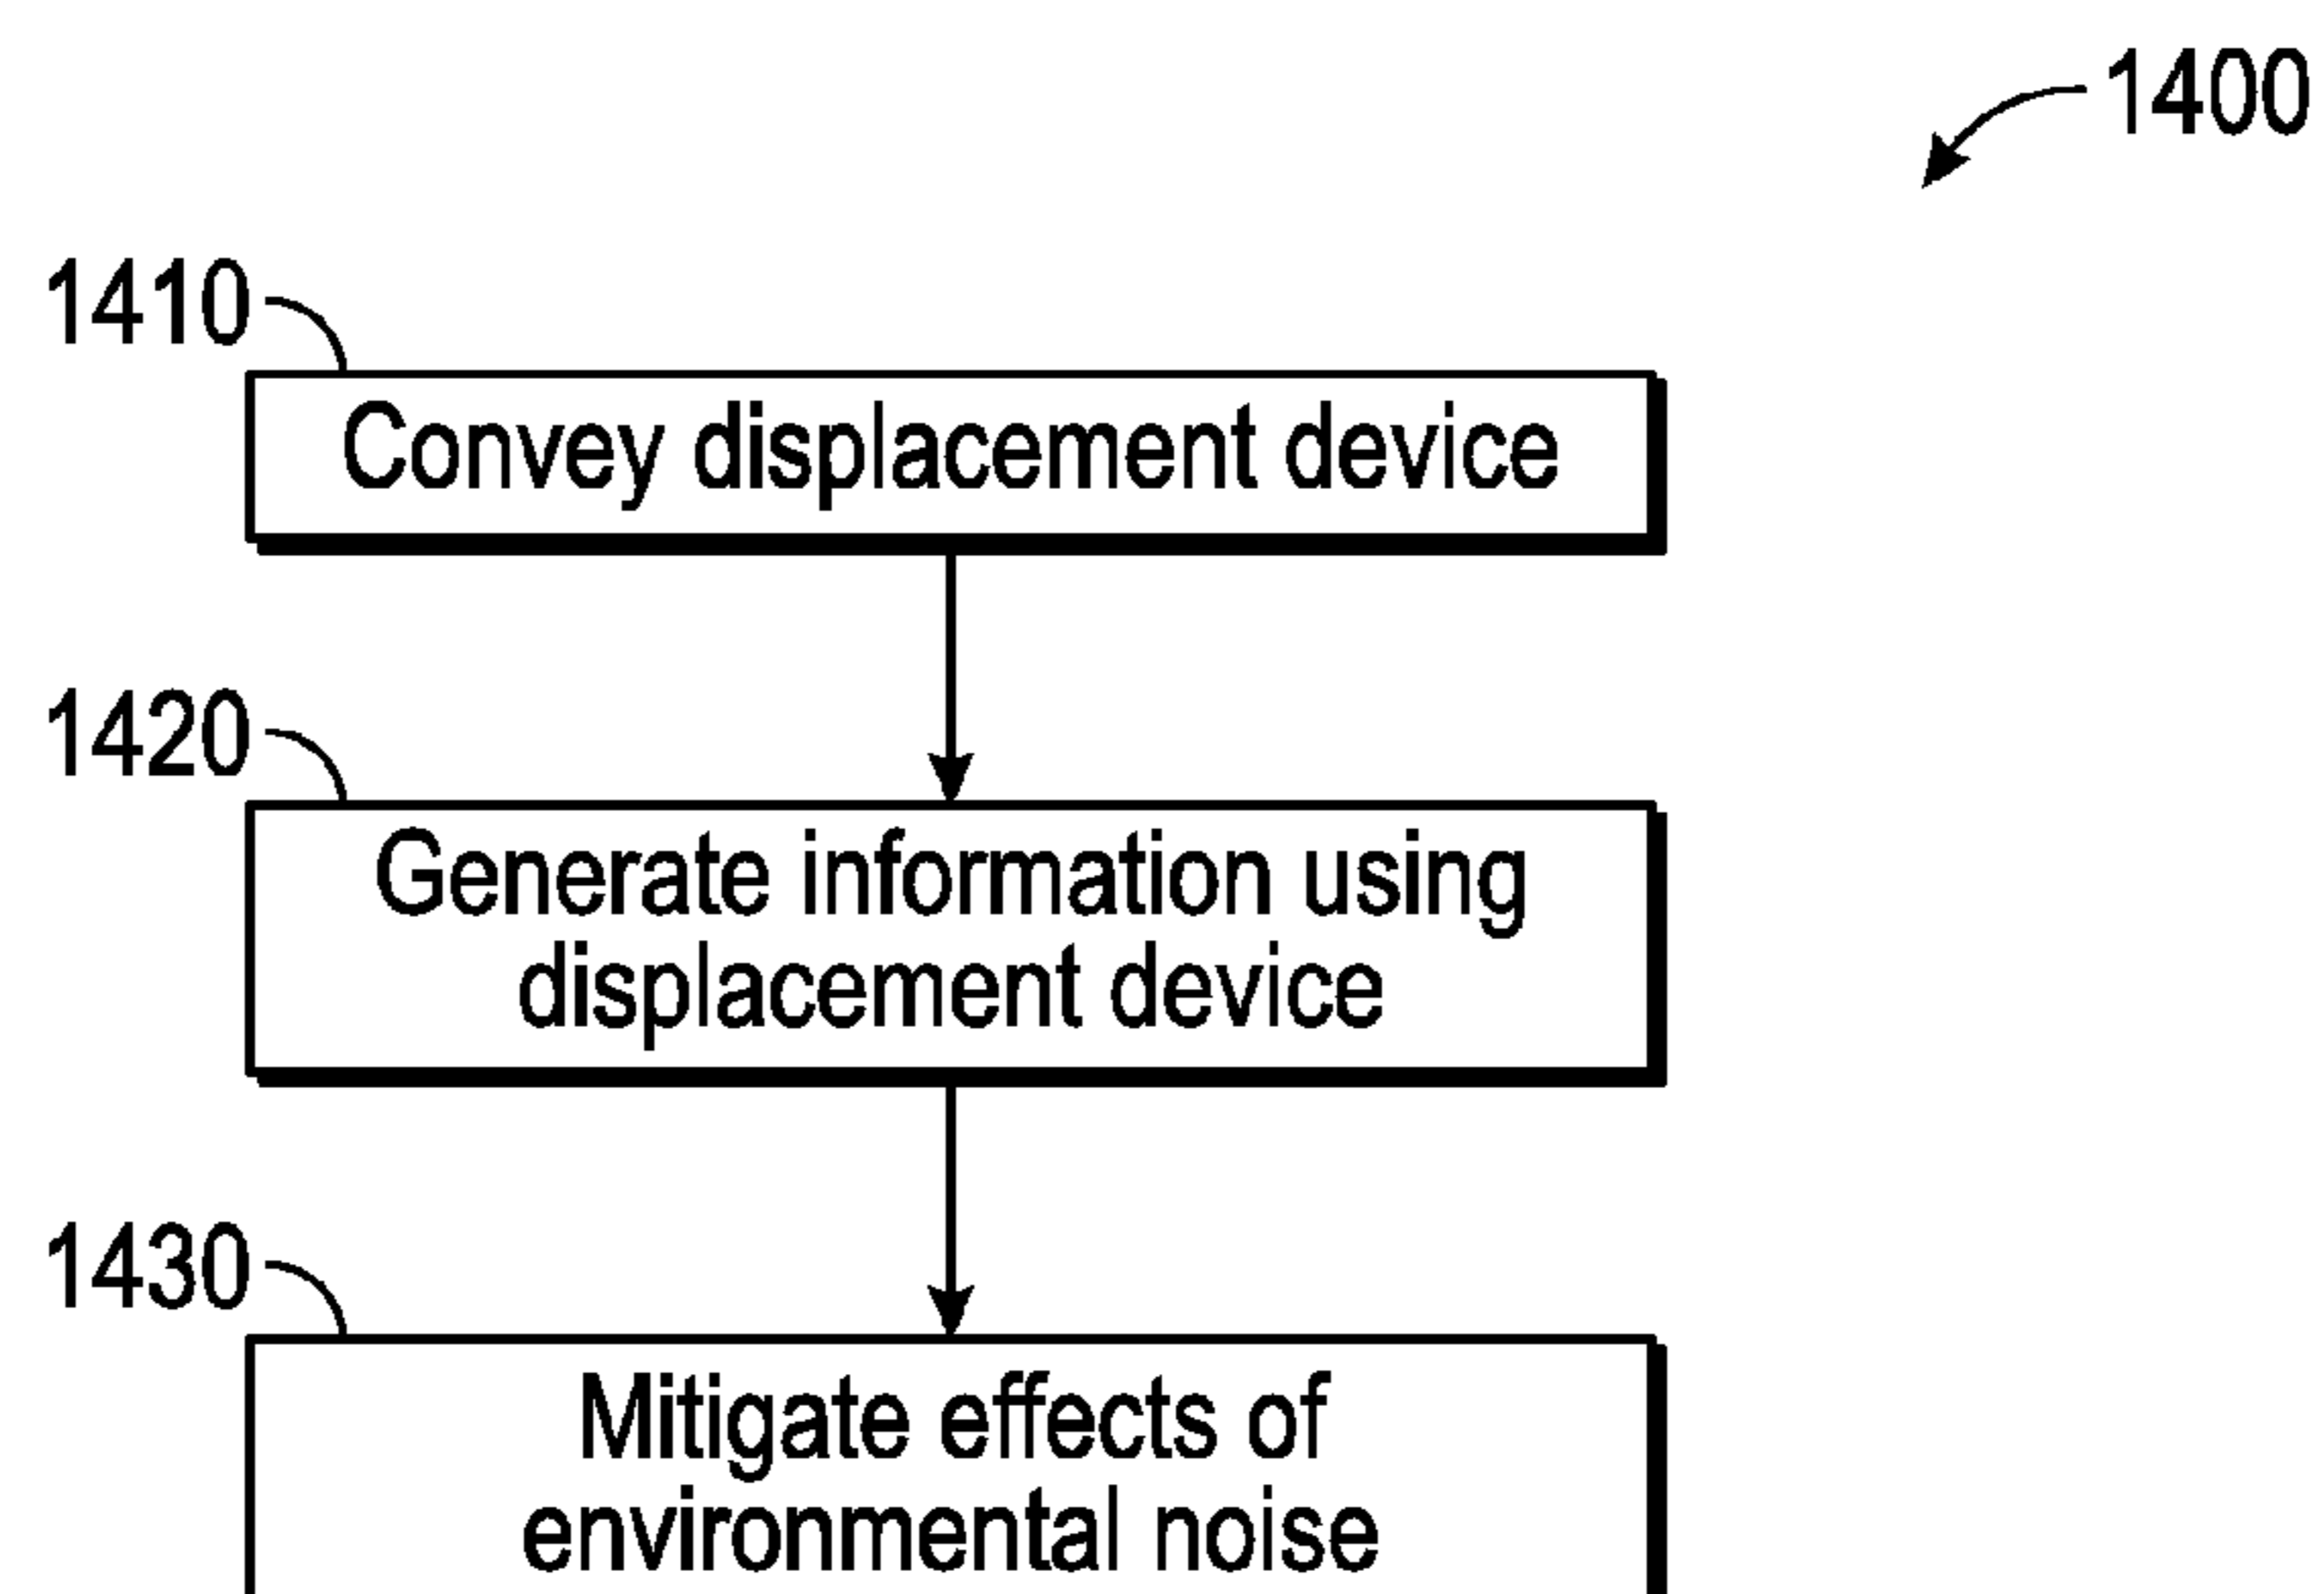 1400
1410
Convey displacement device
1420
Generate information using
displacement device
1430
Mitigate effects of
environmental noise